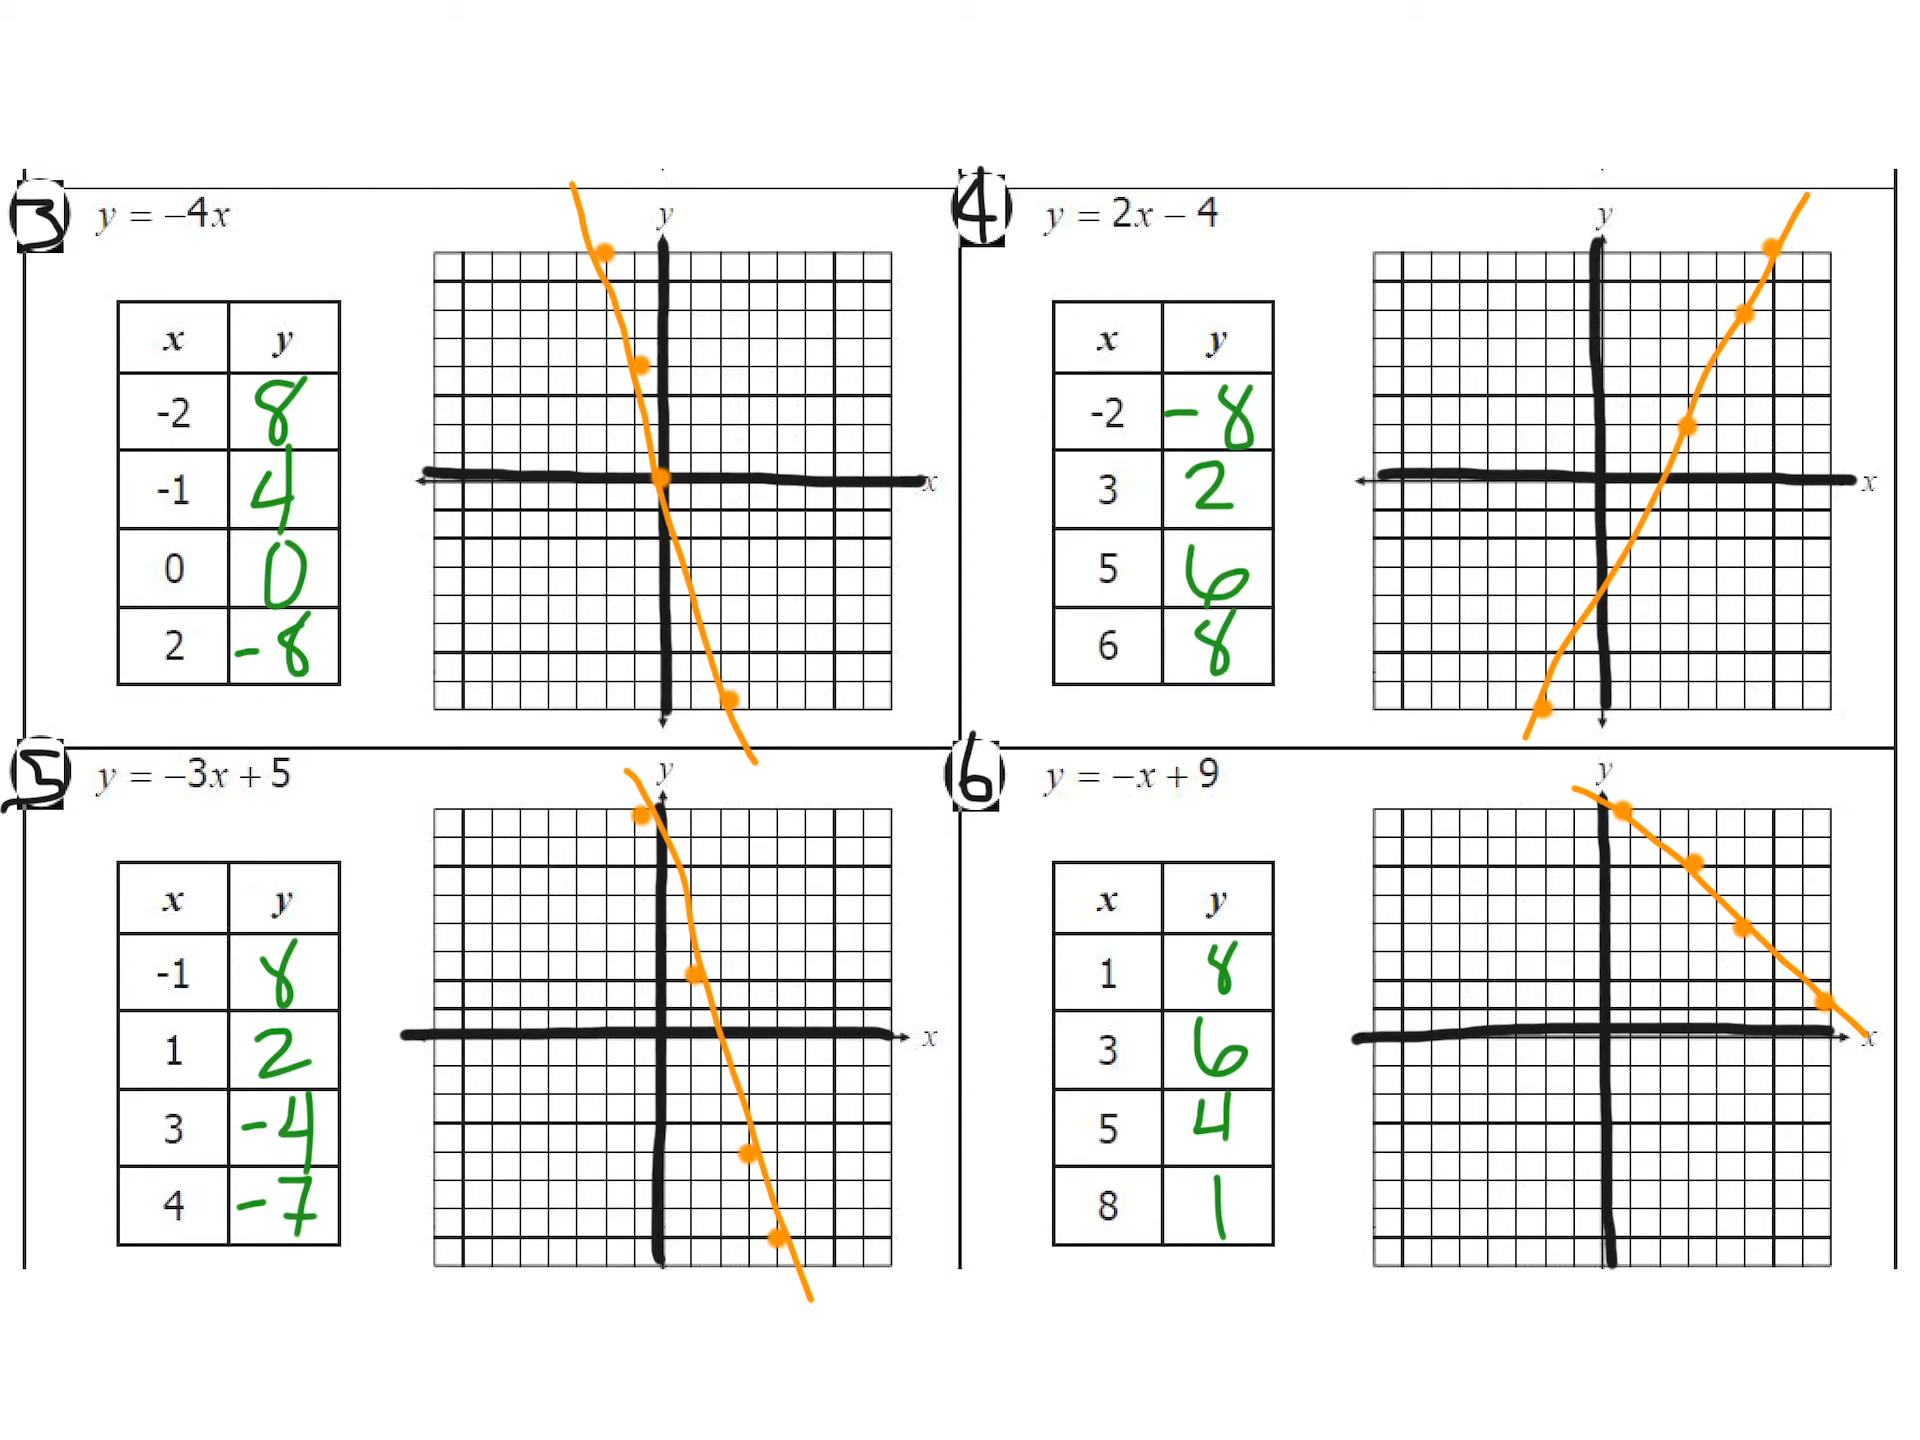 3 y = −4x
y
x y
-2 8
-1 4
0 0
2 -8
x
4 y = 2x − 4
y
x y
-2 -8
3 2
5 6
6 8
x
5 y = −3x + 5
y
x y
-1 8
1 2
3 -4
4 -7
x
6 y = −x + 9
y
x y
1 8
3 6
5 4
8 1
x